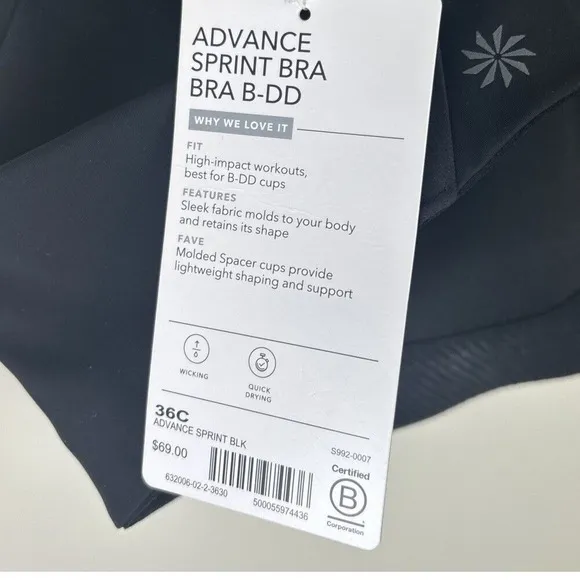 ADVANCE
SPRINT BRA
BRA B-DD
WHY WE LOVE IT
FIT
High-impact workouts,
best for B-DD cups
FEATURES
Sleek fabric molds to your body
and retains its shape
FAVE
Molded Spacer cups provide
lightweight shaping and support
WICKING
QUICK
DRYING
36C
ADVANCE SPRINT BLK
$69.00
S992-0007
632006-02-2-3630
500055974436
Certified
B
Corporation